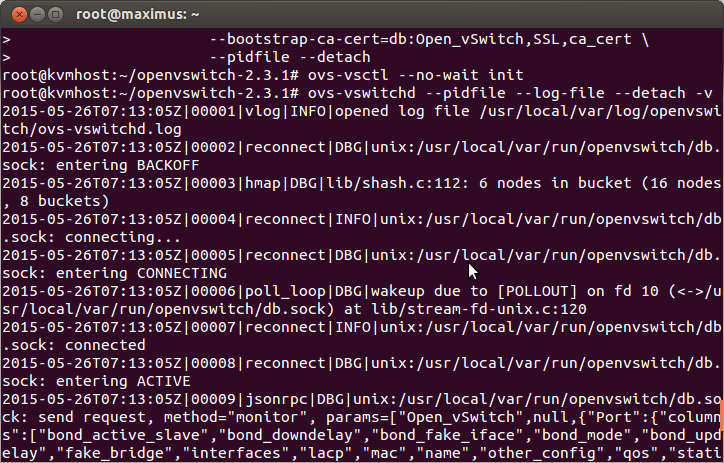 root@maximus: ~
>                         --bootstrap-ca-cert=db:Open_vSwitch,SSL,ca_cert \
>                         --pidfile --detach
root@kvmhost:~/openvswitch-2.3.1# ovs-vsctl --no-wait init
root@kvmhost:~/openvswitch-2.3.1# ovs-vswitchd --pidfile --log-file --detach -v
2015-05-26T07:13:05Z|00001|vlog|INFO|opened log file /usr/local/var/log/openvswi
tch/ovs-vswitchd.log
2015-05-26T07:13:05Z|00002|reconnect|DBG|unix:/usr/local/var/run/openvswitch/db.
sock: entering BACKOFF
2015-05-26T07:13:05Z|00003|hmap|DBG|lib/shash.c:112: 6 nodes in bucket (16 nodes
, 8 buckets)
2015-05-26T07:13:05Z|00004|reconnect|INFO|unix:/usr/local/var/run/openvswitch/db
.sock: connecting...
2015-05-26T07:13:05Z|00005|reconnect|DBG|unix:/usr/local/var/run/openvswitch/db.
sock: entering CONNECTING
2015-05-26T07:13:05Z|00006|poll_loop|DBG|wakeup due to [POLLOUT] on fd 10 (<->/u
sr/local/var/run/openvswitch/db.sock) at lib/stream-fd-unix.c:120
2015-05-26T07:13:05Z|00007|reconnect|INFO|unix:/usr/local/var/run/openvswitch/db
.sock: connected
2015-05-26T07:13:05Z|00008|reconnect|DBG|unix:/usr/local/var/run/openvswitch/db.
sock: entering ACTIVE
2015-05-26T07:13:05Z|00009|jsonrpc|DBG|unix:/usr/local/var/run/openvswitch/db.so
ck: send request, method="monitor", params=["Open_vSwitch",null,{"Port":{"column
s":["bond_active_slave","bond_downdelay","bond_fake_iface","bond_mode","bond_upd
elay","fake_bridge","interfaces","lacp","mac","name","other_config","qos","stati